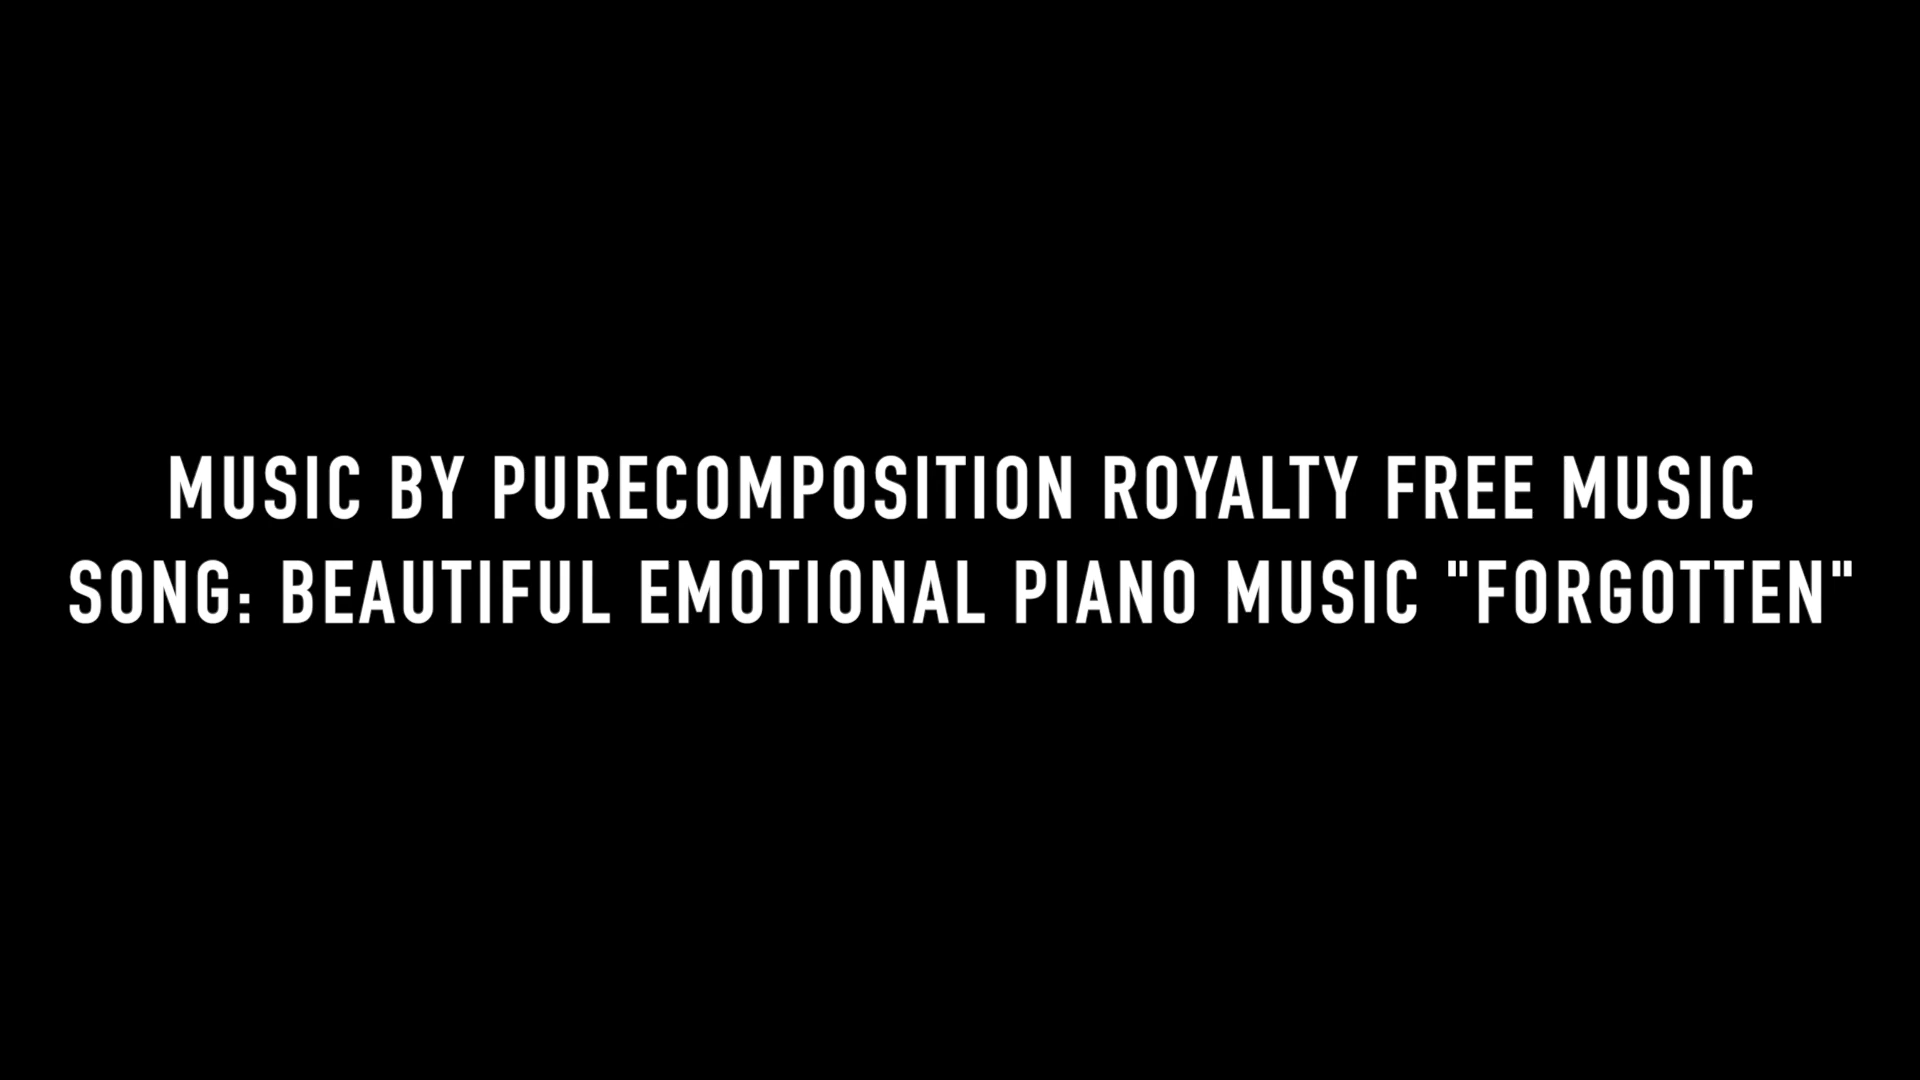 MUSIC BY PURECOMPOSITION ROYALTY FREE MUSIC
SONG: BEAUTIFUL EMOTIONAL PIANO MUSIC "FORGOTTEN"